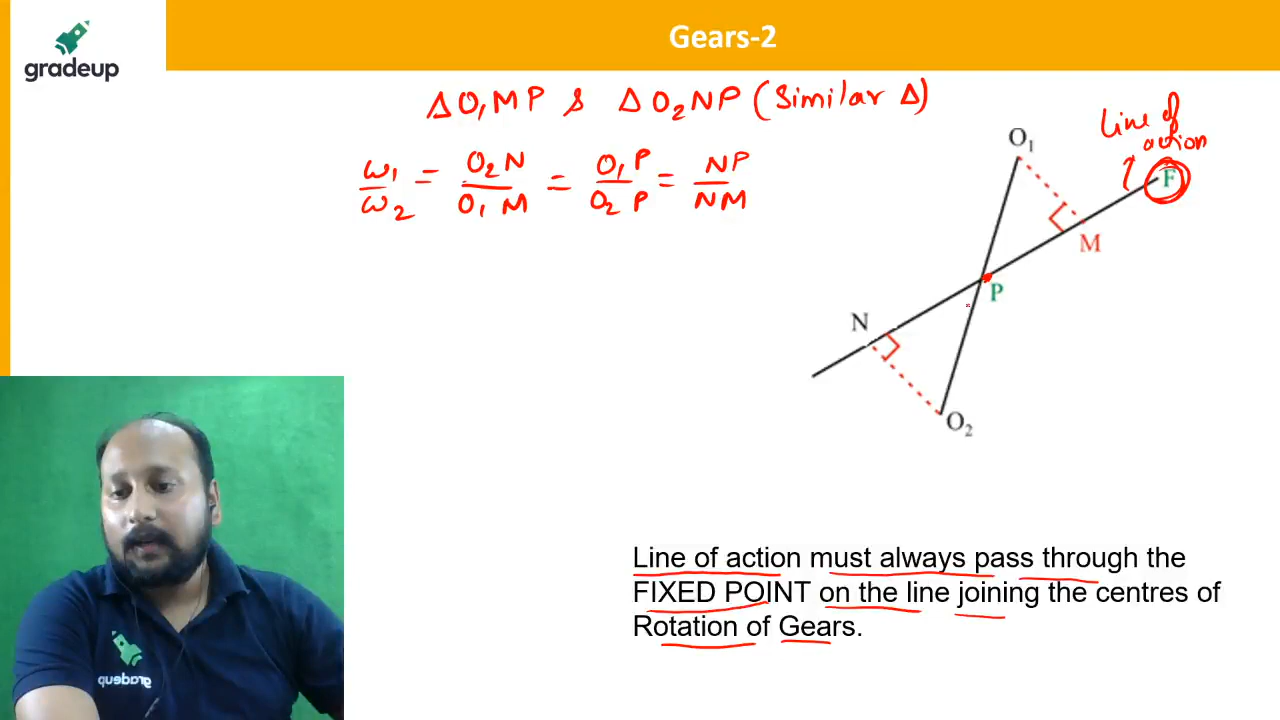 Gears-2
gradeup
Δ O₁MP & Δ O₂NP (Similar Δ)
ω₁/ω₂ = O₂N/O₁M = O₁P/O₂P = NP/NM
Line of
action
O₁
F
M
P
N
O₂
Line of action must always pass through the
FIXED POINT on the line joining the centres of
Rotation of Gears.
gradeup